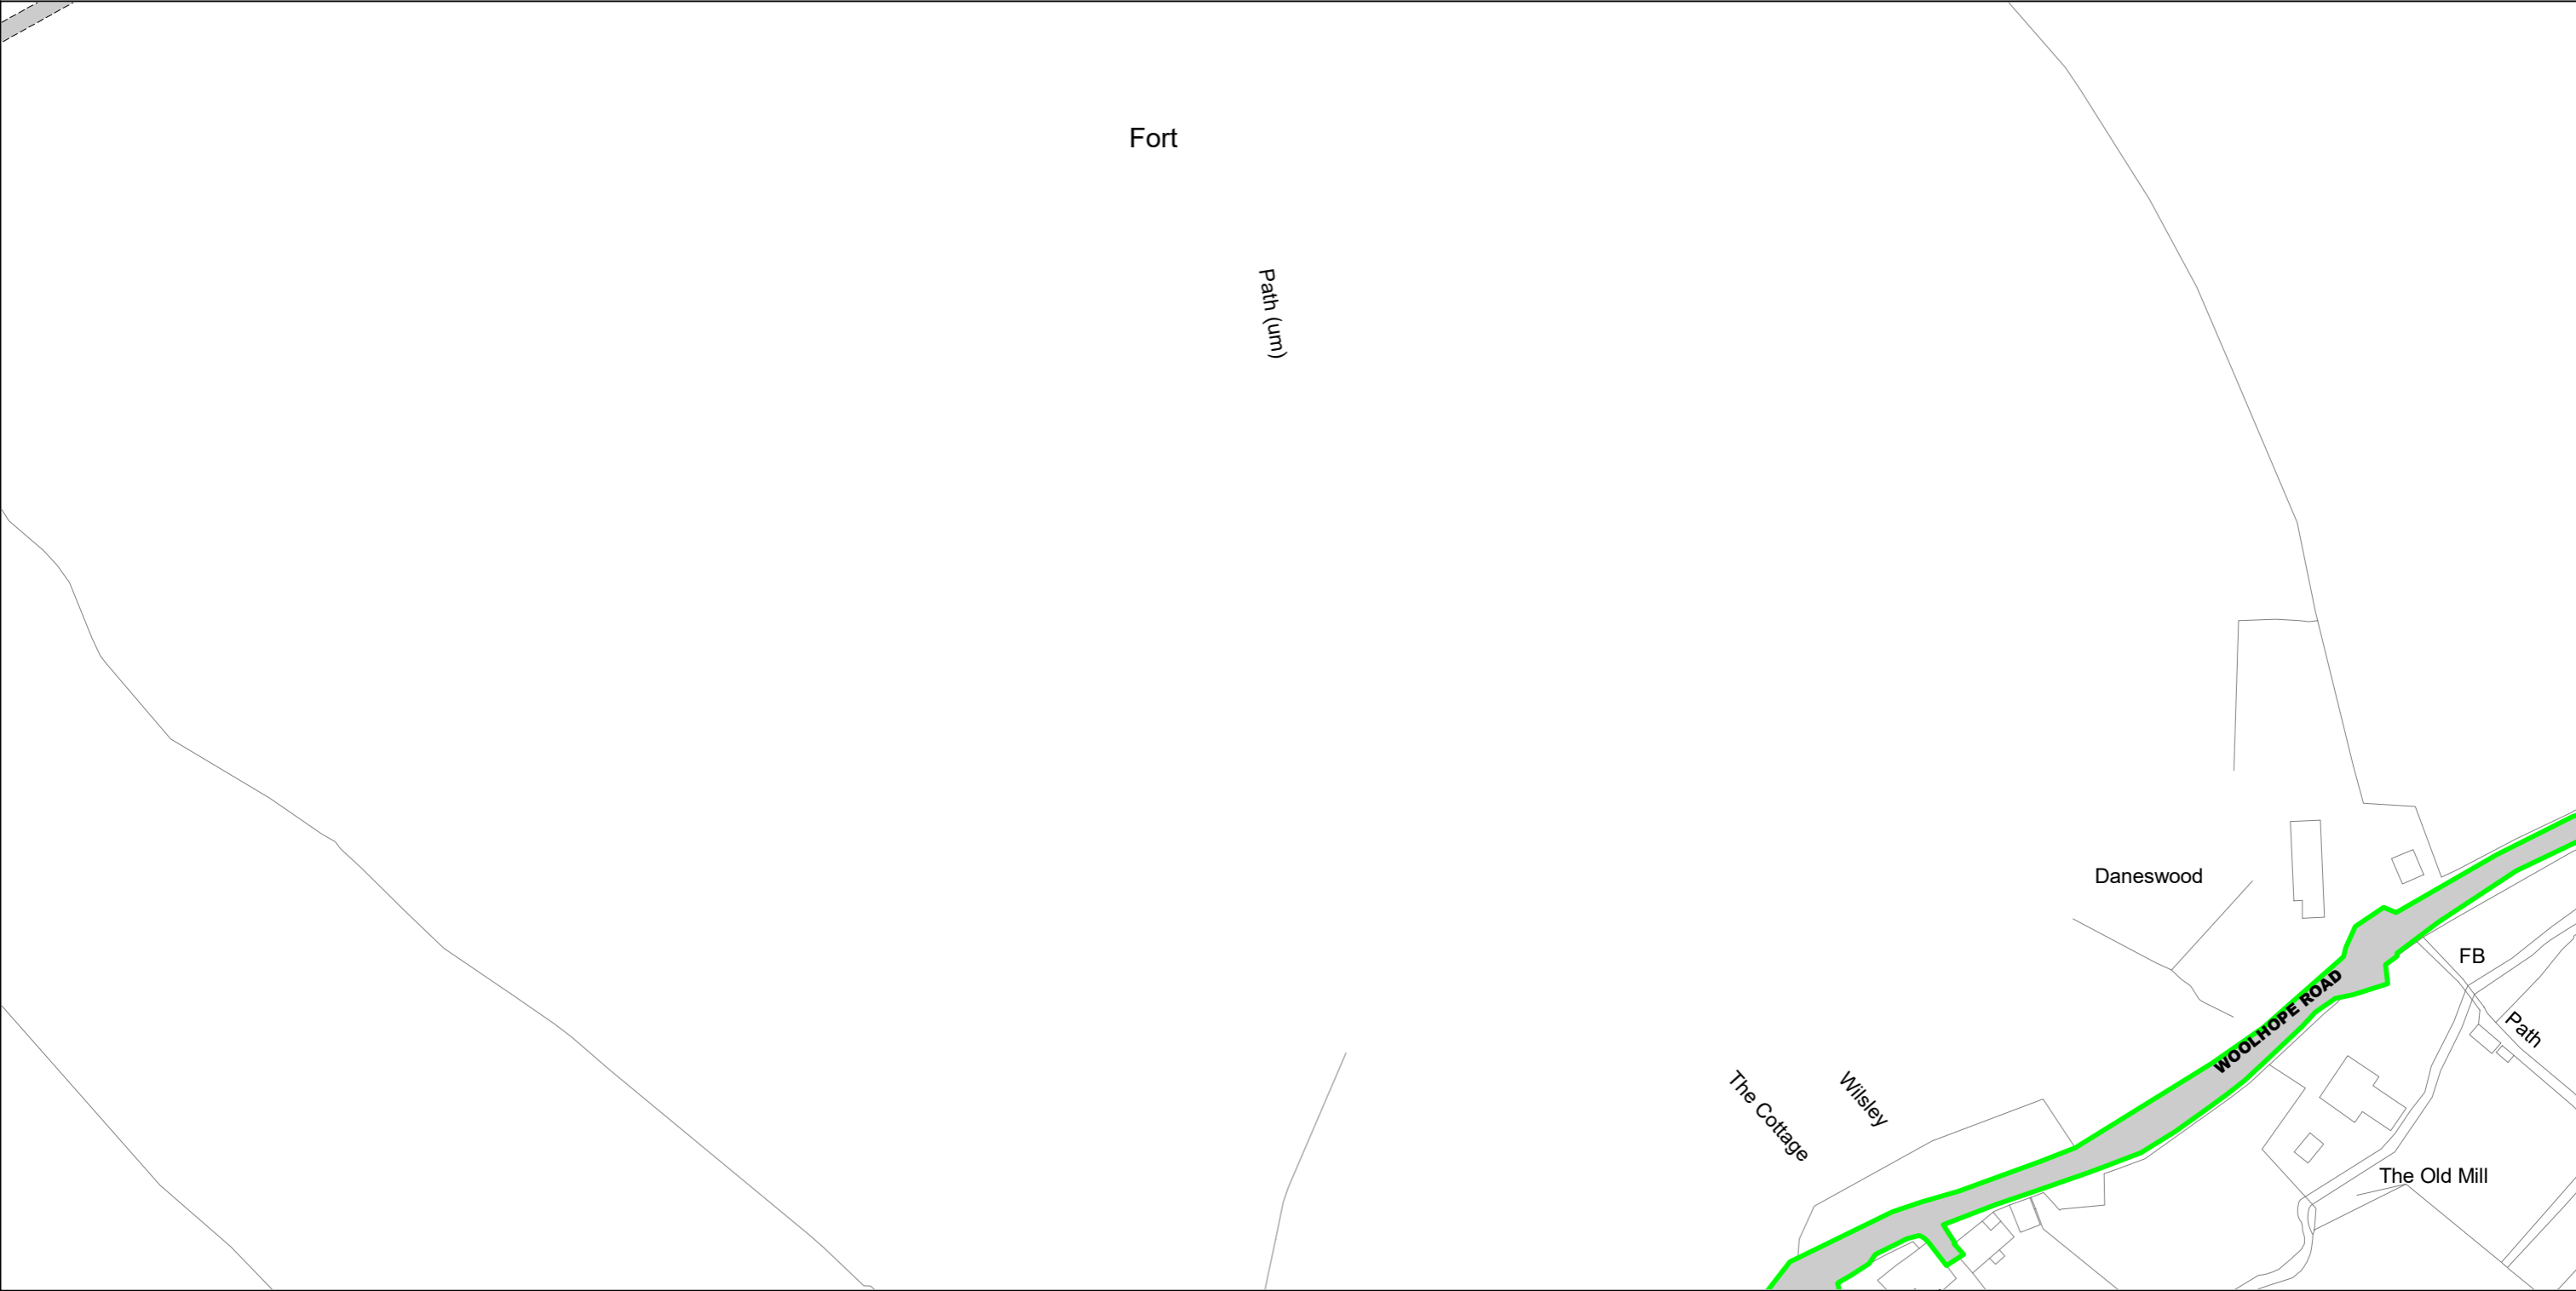 Fort
Path (um)
Daneswood
FB
WOOLHOPE ROAD
Path
The Cottage
Wilsley
The Old Mill